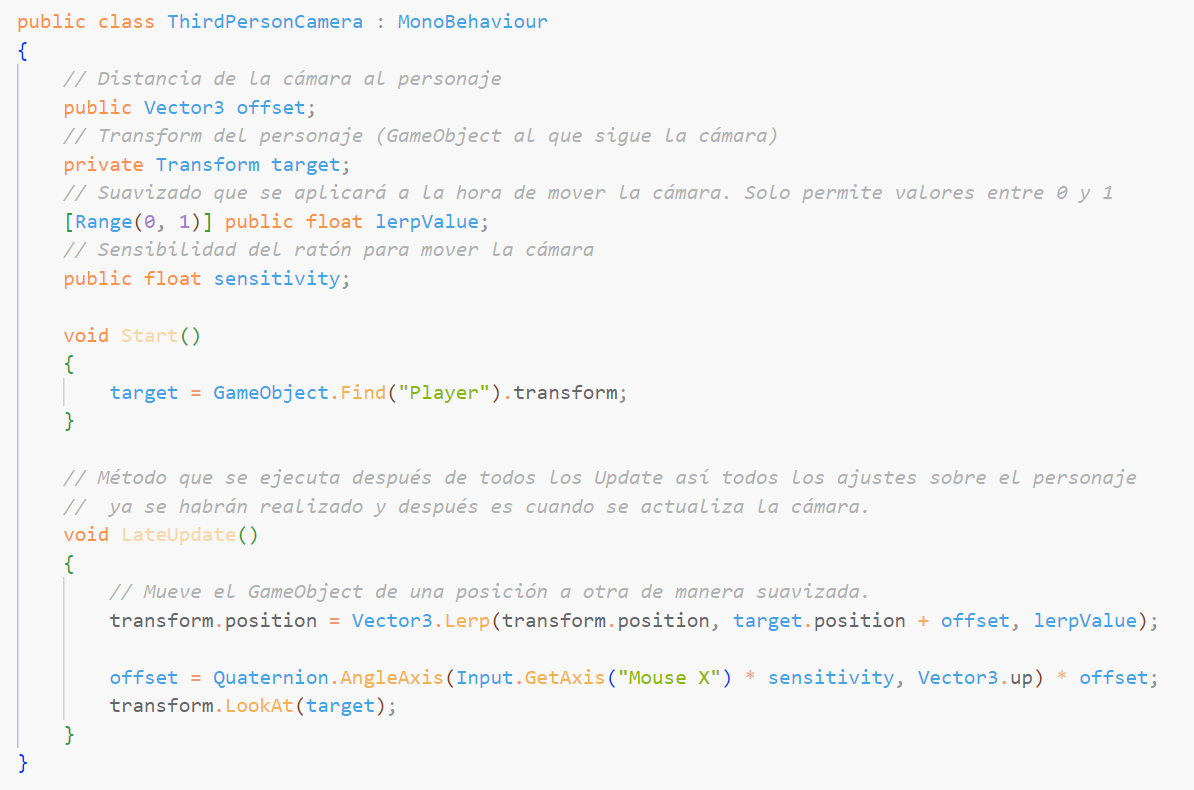 public class ThirdPersonCamera : MonoBehaviour
{
    // Distancia de la cámara al personaje
    public Vector3 offset;
    // Transform del personaje (GameObject al que sigue la cámara)
    private Transform target;
    // Suavizado que se aplicará a la hora de mover la cámara. Solo permite valores entre 0 y 1
    [Range(0, 1)] public float lerpValue;
    // Sensibilidad del ratón para mover la cámara
    public float sensitivity;

    void Start()
    {
        target = GameObject.Find("Player").transform;
    }

    // Método que se ejecuta después de todos los Update así todos los ajustes sobre el personaje
    //  ya se habrán realizado y después es cuando se actualiza la cámara.
    void LateUpdate()
    {
        // Mueve el GameObject de una posición a otra de manera suavizada.
        transform.position = Vector3.Lerp(transform.position, target.position + offset, lerpValue);

        offset = Quaternion.AngleAxis(Input.GetAxis("Mouse X") * sensitivity, Vector3.up) * offset;
        transform.LookAt(target);
    }
}